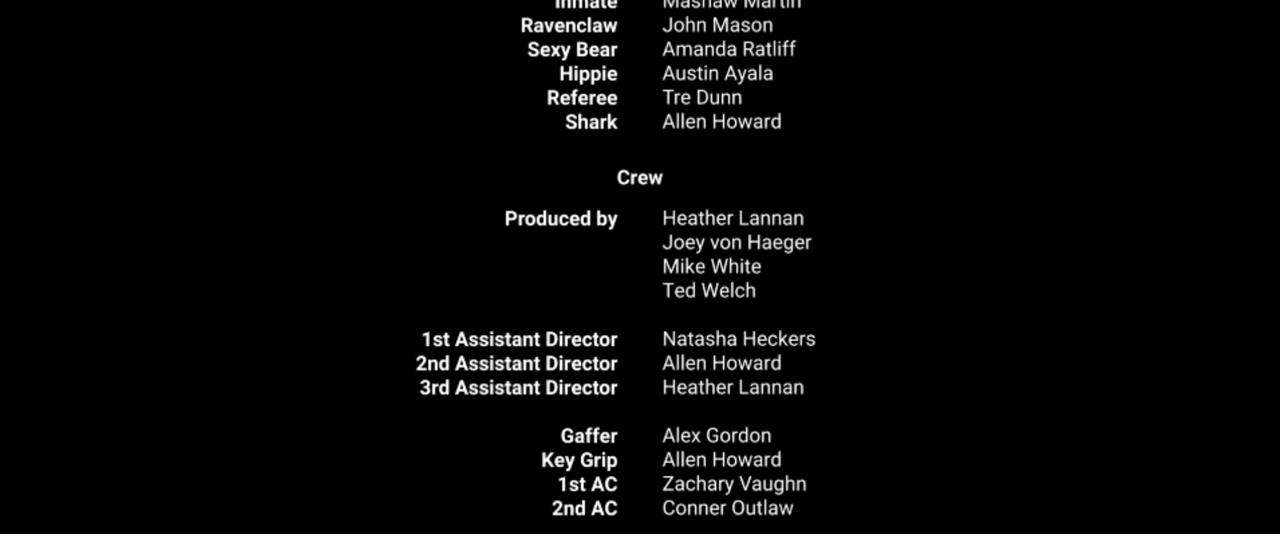 Inmate Mashaw Martin
Ravenclaw John Mason
Sexy Bear Amanda Ratliff
Hippie Austin Ayala
Referee Tre Dunn
Shark Allen Howard
Crew
Produced by Heather Lannan
Joey von Haeger
Mike White
Ted Welch
1st Assistant Director Natasha Heckers
2nd Assistant Director Allen Howard
3rd Assistant Director Heather Lannan
Gaffer Alex Gordon
Key Grip Allen Howard
1st AC Zachary Vaughn
2nd AC Conner Outlaw